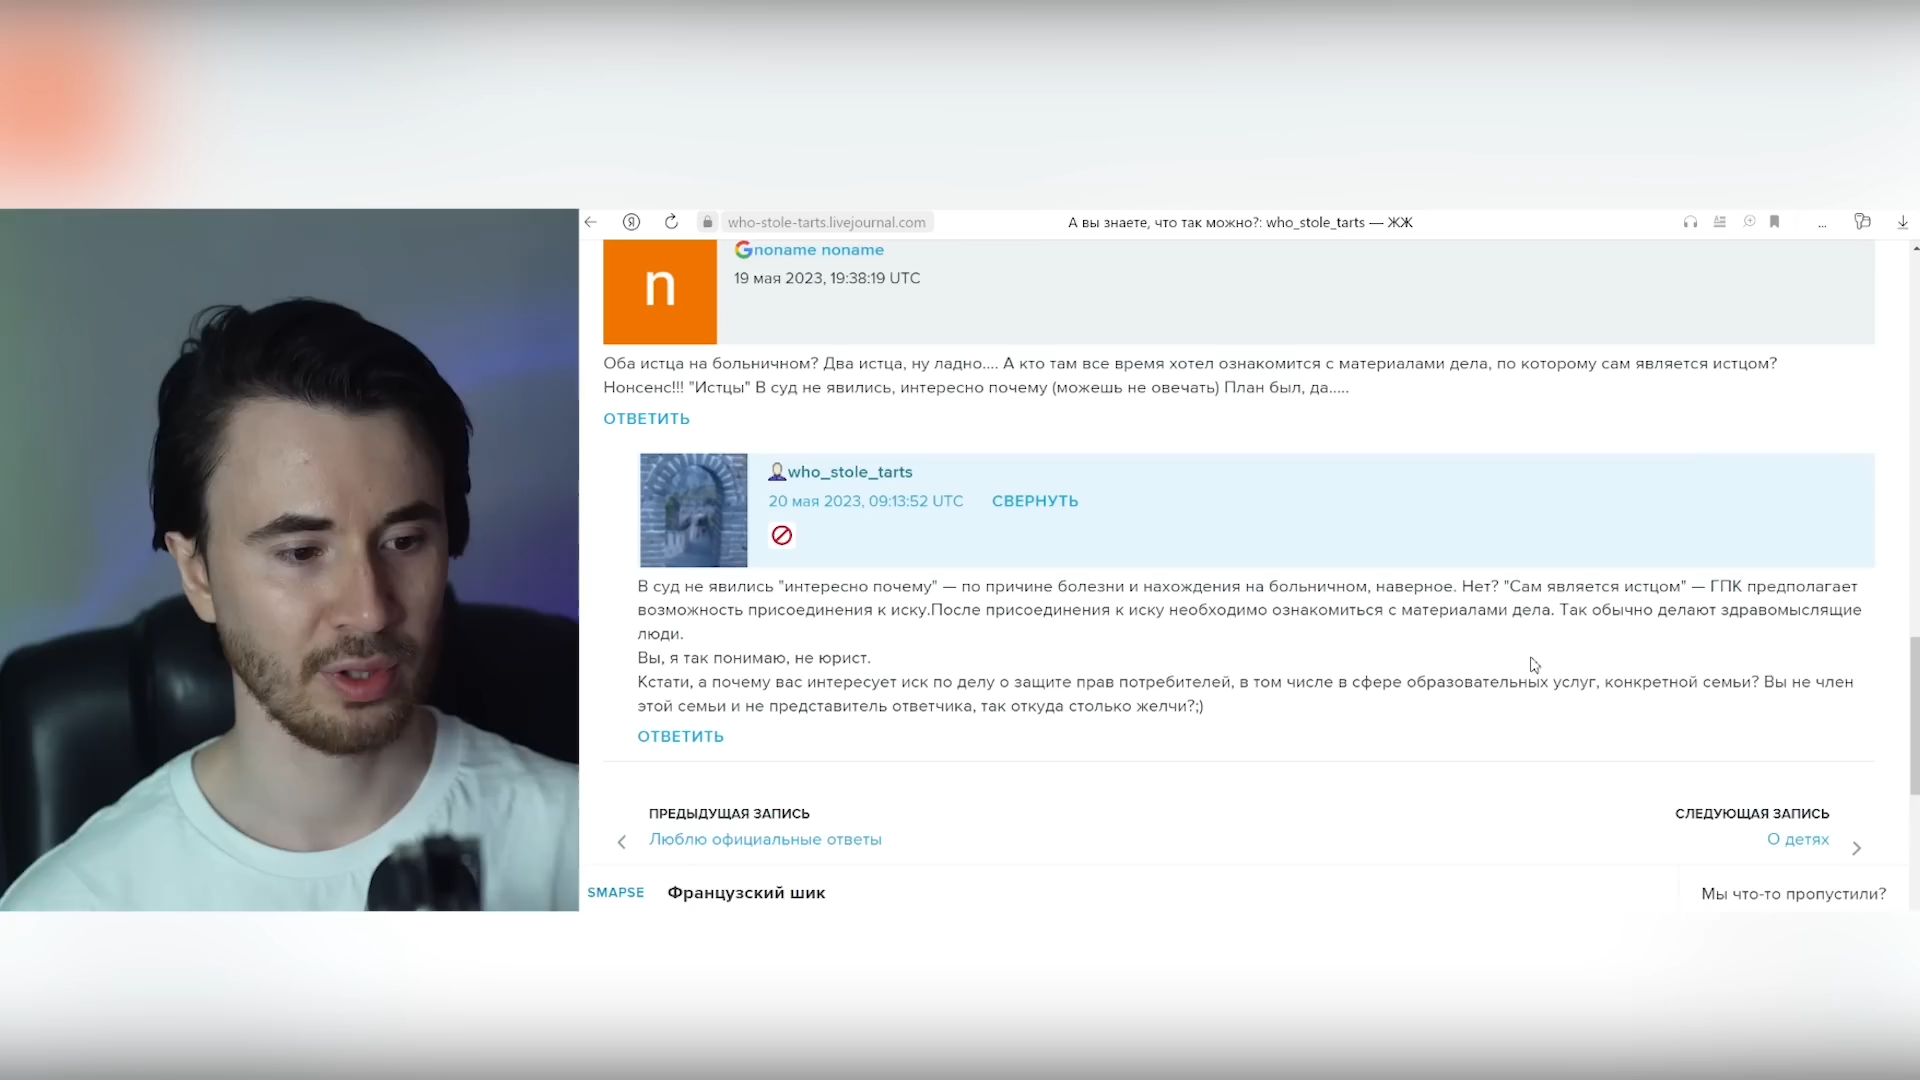 who-stole-tarts.livejournal.com
А вы знаете, что так можно?: who_stole_tarts — ЖЖ
n
noname noname
19 мая 2023, 19:38:19 UTC
Оба истца на больничном? Два истца, ну ладно.... А кто там все время хотел ознакомится с материалами дела, по которому сам является истцом?
Нонсенс!!! "Истцы" В суд не явились, интересно почему (можешь не овечать) План был, да.....
ОТВЕТИТЬ
who_stole_tarts
20 мая 2023, 09:13:52 UTC СВЕРНУТЬ
В суд не явились "интересно почему" — по причине болезни и нахождения на больничном, наверное. Нет? "Сам является истцом" — ГПК предполагает
возможность присоединения к иску.После присоединения к иску необходимо ознакомиться с материалами дела. Так обычно делают здравомыслящие
люди.
Вы, я так понимаю, не юрист.
Кстати, а почему вас интересует иск по делу о защите прав потребителей, в том числе в сфере образовательных услуг, конкретной семьи? Вы не член
этой семьи и не представитель ответчика, так откуда столько желчи?;)
ОТВЕТИТЬ
ПРЕДЫДУЩАЯ ЗАПИСЬ
Люблю официальные ответы
СЛЕДУЮЩАЯ ЗАПИСЬ
О детях
SMAPSE Французский шик
Мы что-то пропустили?